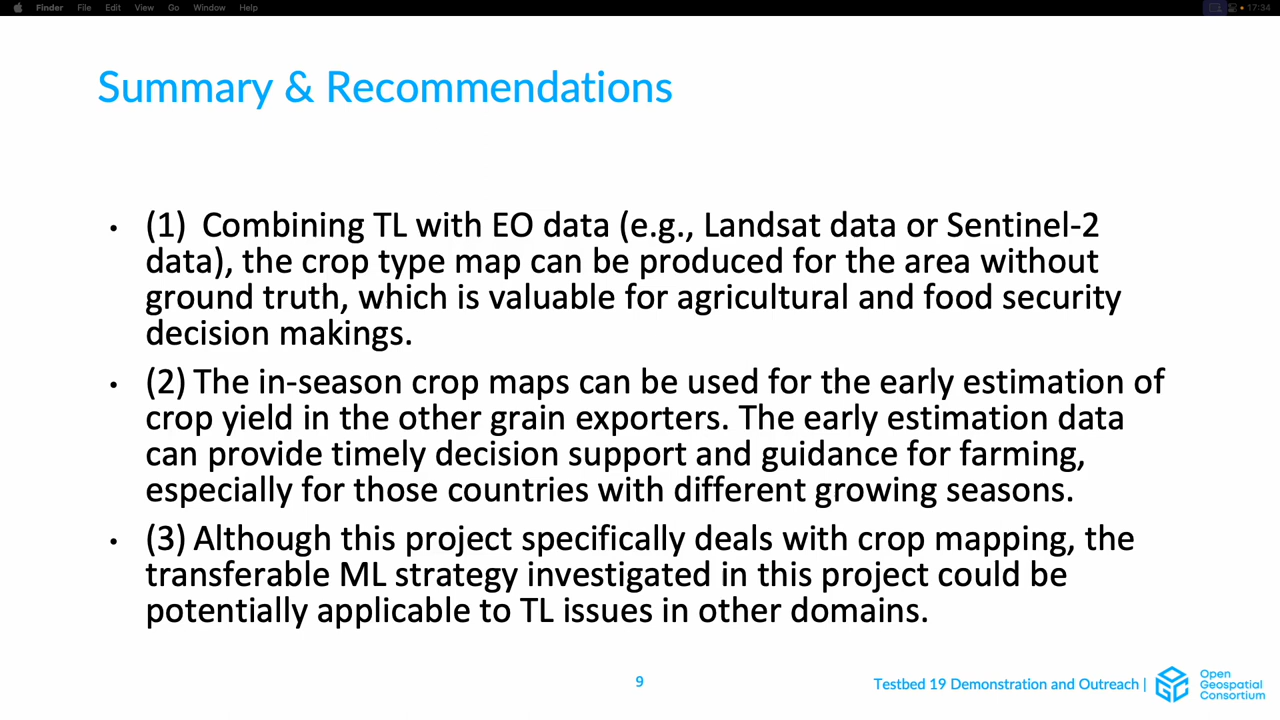 Finder File Edit View Go Window Help 17:34
Summary & Recommendations
• (1) Combining TL with EO data (e.g., Landsat data or Sentinel-2
data), the crop type map can be produced for the area without
ground truth, which is valuable for agricultural and food security
decision makings.
• (2) The in-season crop maps can be used for the early estimation of
crop yield in the other grain exporters. The early estimation data
can provide timely decision support and guidance for farming,
especially for those countries with different growing seasons.
• (3) Although this project specifically deals with crop mapping, the
transferable ML strategy investigated in this project could be
potentially applicable to TL issues in other domains.
9
Testbed 19 Demonstration and Outreach |
Open
Geospatial
Consortium